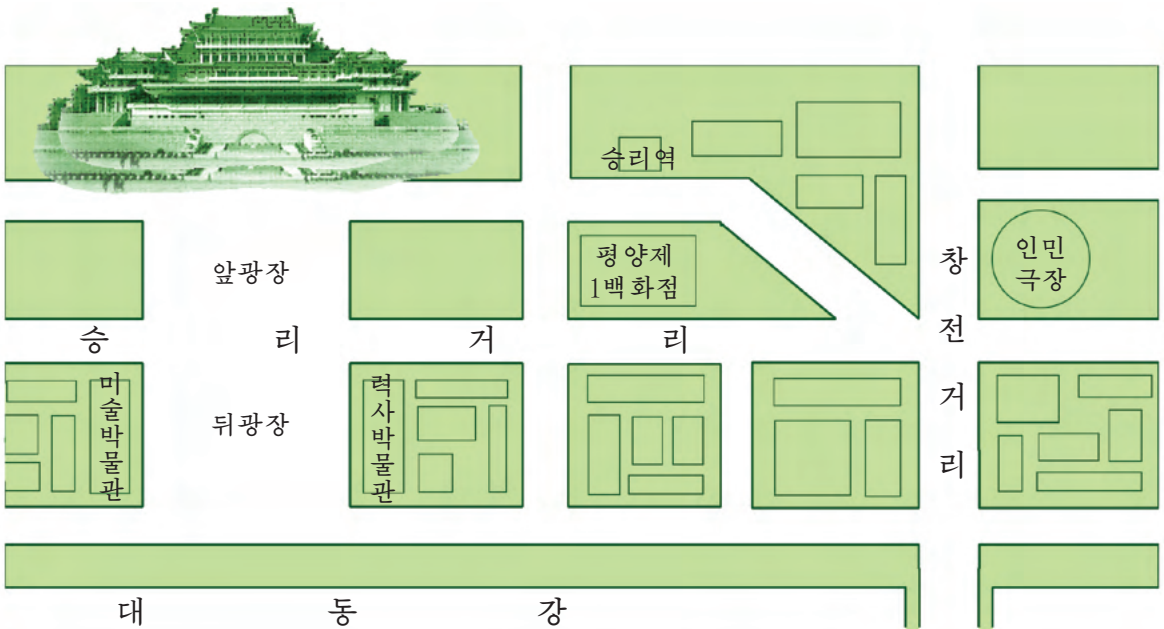 승리역
앞광장
평양제
1백화점
인민
극장
승리거리
창전거리
미술박물관
뒤광장
력사박물관
대동강